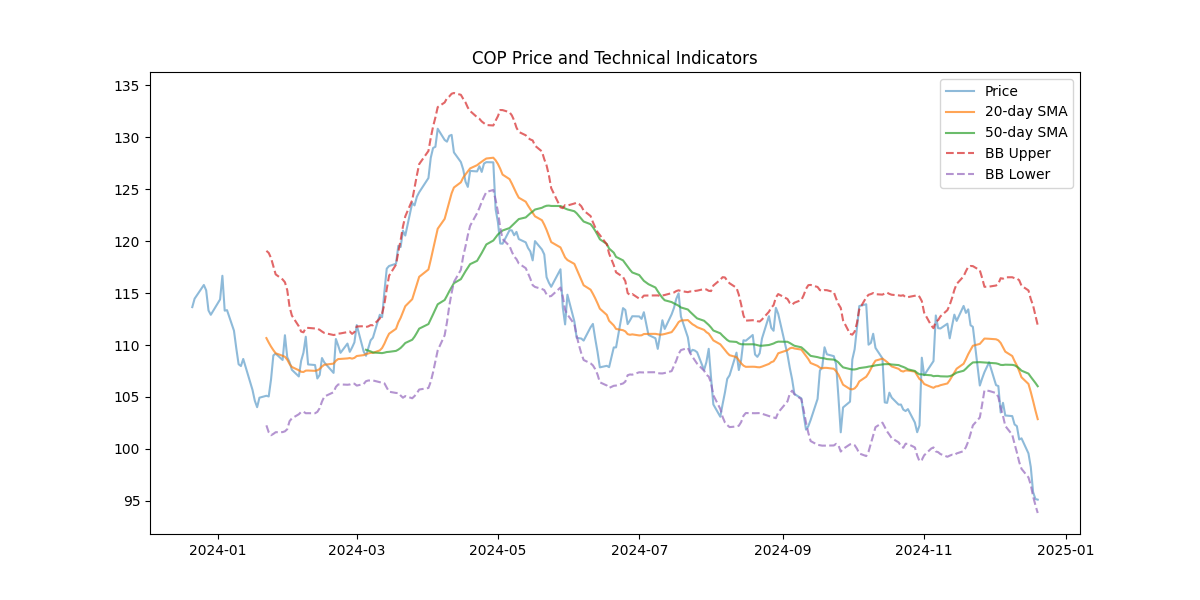 COP Price and Technical Indicators
135
130
125
120
115
110
105
100
95
2024-01
2024-03
2024-05
2024-07
2024-09
2024-11
2025-01
Price
20-day SMA
50-day SMA
BB Upper
BB Lower